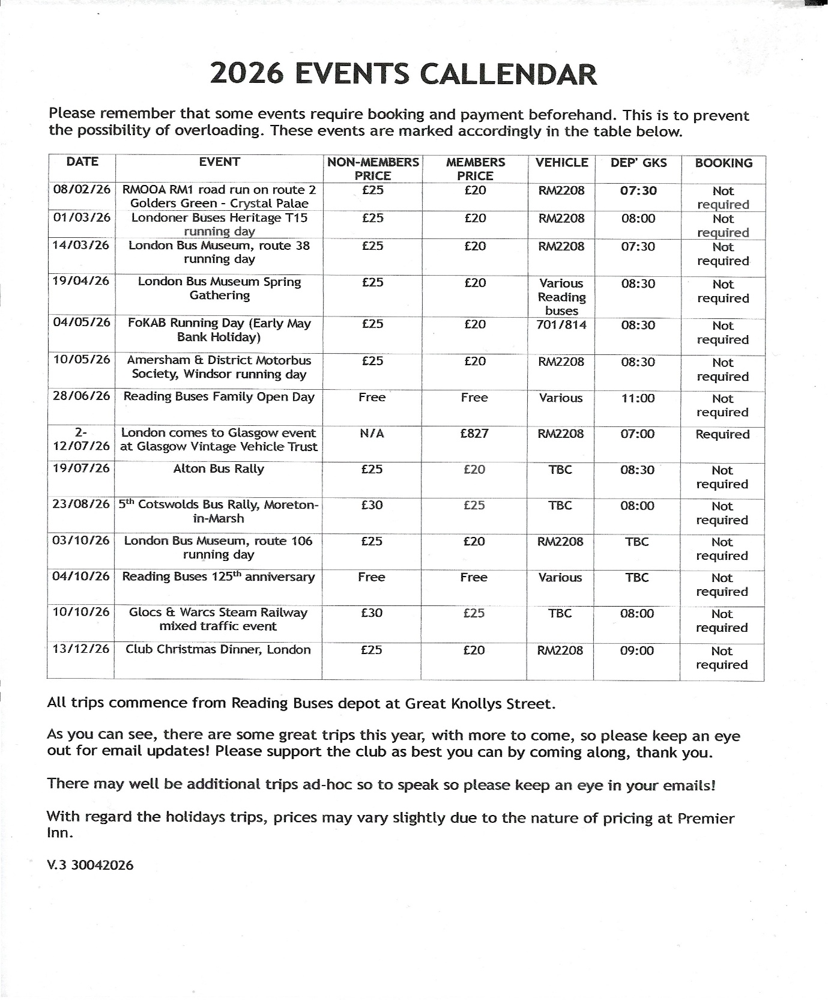 2026 EVENTS CALLENDAR
Please remember that some events require booking and payment beforehand. This is to prevent
the possibility of overloading. These events are marked accordingly in the table below.
DATE EVENT NON-MEMBERS PRICE MEMBERS PRICE VEHICLE DEP' GKS BOOKING
08/02/26 RMOOA RM1 road run on route 2 Golders Green - Crystal Palae £25 £20 RM2208 07:30 Not required
01/03/26 Londoner Buses Heritage T15 running day £25 £20 RM2208 08:00 Not required
14/03/26 London Bus Museum, route 38 running day £25 £20 RM2208 07:30 Not required
19/04/26 London Bus Museum Spring Gathering £25 £20 Various Reading buses 08:30 Not required
04/05/26 FoKAB Running Day (Early May Bank Holiday) £25 £20 701/814 08:30 Not required
10/05/26 Amersham & District Motorbus Society, Windsor running day £25 £20 RM2208 08:30 Not required
28/06/26 Reading Buses Family Open Day Free Free Various 11:00 Not required
2-12/07/26 London comes to Glasgow event at Glasgow Vintage Vehicle Trust N/A £827 RM2208 07:00 Required
19/07/26 Alton Bus Rally £25 £20 TBC 08:30 Not required
23/08/26 5th Cotswolds Bus Rally, Moreton-in-Marsh £30 £25 TBC 08:00 Not required
03/10/26 London Bus Museum, route 106 running day £25 £20 RM2208 TBC Not required
04/10/26 Reading Buses 125th anniversary Free Free Various TBC Not required
10/10/26 Glocs & Warcs Steam Railway mixed traffic event £30 £25 TBC 08:00 Not required
13/12/26 Club Christmas Dinner, London £25 £20 RM2208 09:00 Not required
All trips commence from Reading Buses depot at Great Knollys Street.
As you can see, there are some great trips this year, with more to come, so please keep an eye
out for email updates! Please support the club as best you can by coming along, thank you.
There may well be additional trips ad-hoc so to speak so please keep an eye in your emails!
With regard the holidays trips, prices may vary slightly due to the nature of pricing at Premier
Inn.
V.3 30042026